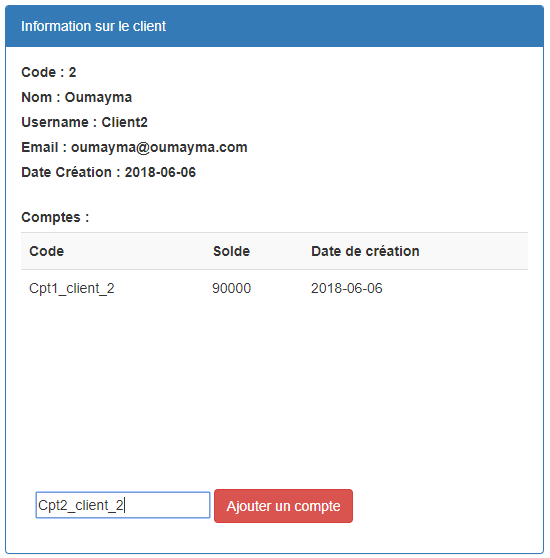 Information sur le client
Code : 2
Nom : Oumayma
Username : Client2
Email : oumayma@oumayma.com
Date Création : 2018-06-06
Comptes :
Code Solde Date de création
Cpt1_client_2 90000 2018-06-06
Cpt2_client_2 Ajouter un compte